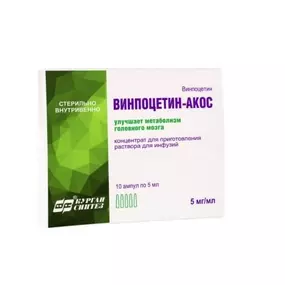 Винпоцетин
СТЕРИЛЬНО
ВНУТРИВЕННО
ВИНПОЦЕТИН-АКОС
улучшает метаболизм
головного мозга
концентрат для приготовления
раствора для инфузий
10 ампул по 5 мл
КУРГАН
СИНТЕЗ
5 мг/мл